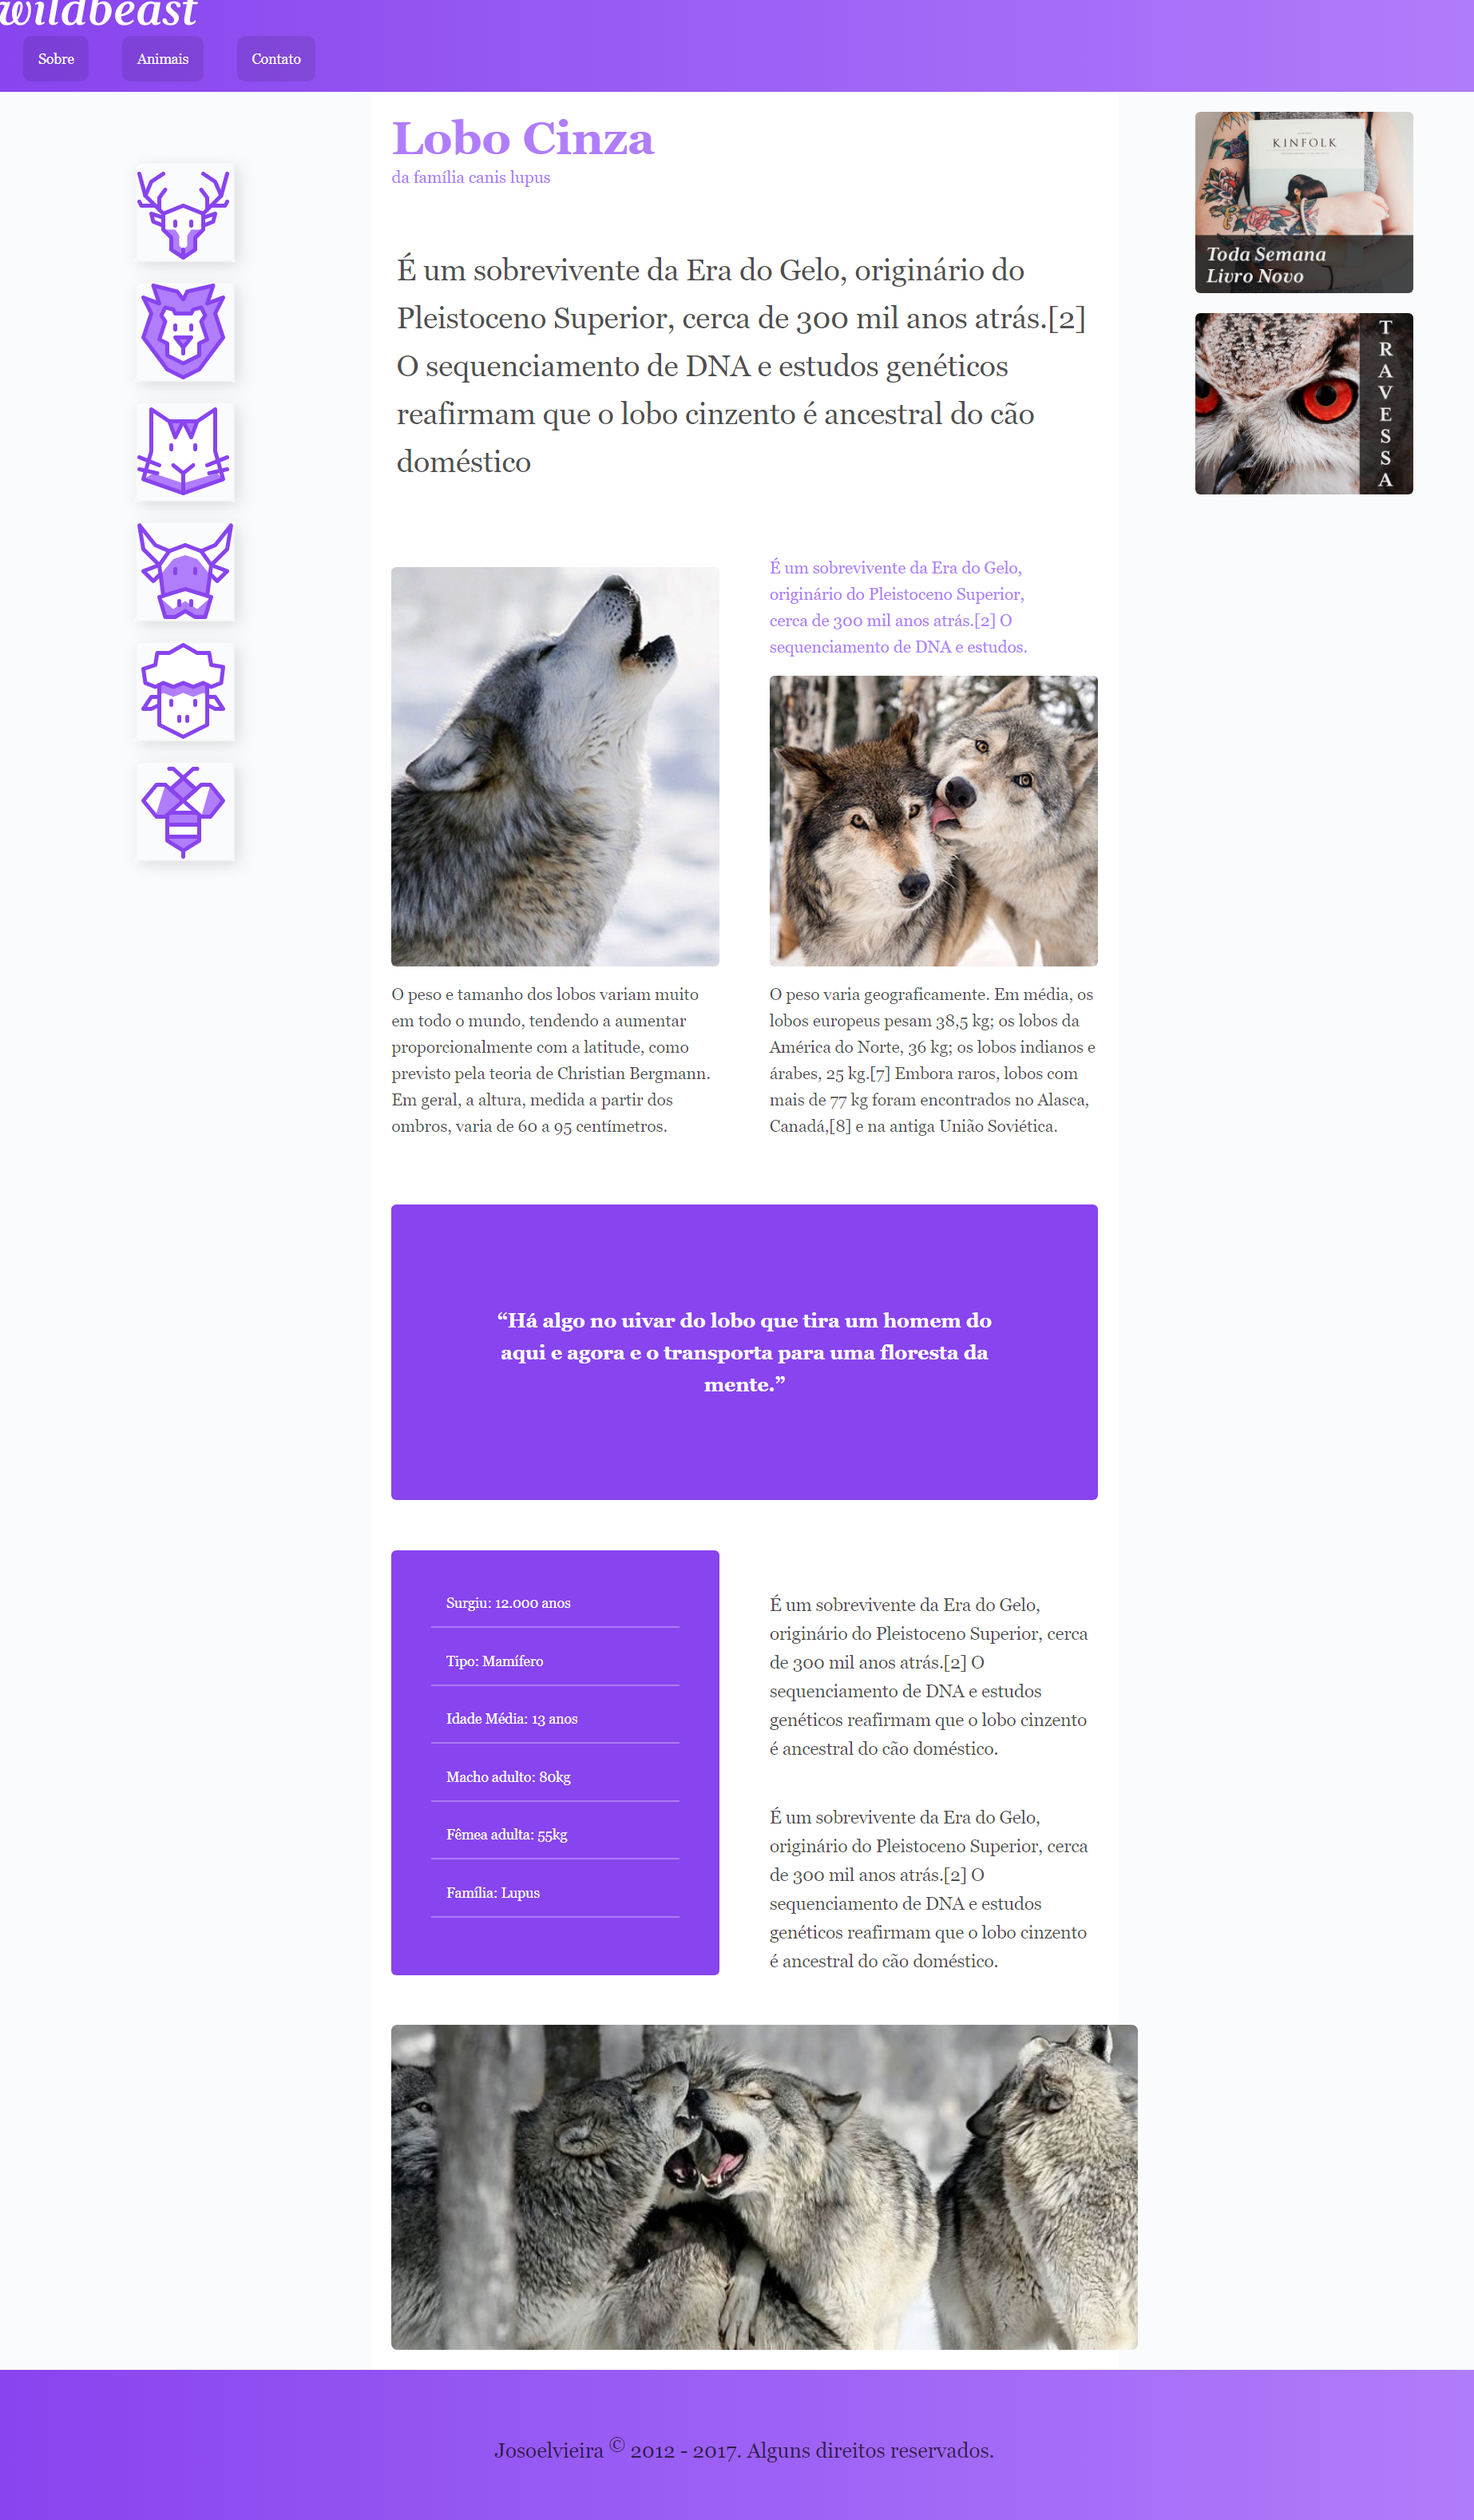 wildbeast
Sobre
Animais
Contato
Lobo Cinza
da família canis lupus
É um sobrevivente da Era do Gelo, originário do
Pleistoceno Superior, cerca de 300 mil anos atrás.[2]
O sequenciamento de DNA e estudos genéticos
reafirmam que o lobo cinzento é ancestral do cão
doméstico
KINFOLK
Toda Semana
Livro Novo
TRAVESSA
É um sobrevivente da Era do Gelo,
originário do Pleistoceno Superior,
cerca de 300 mil anos atrás.[2] O
sequenciamento de DNA e estudos.
O peso e tamanho dos lobos variam muito
em todo o mundo, tendendo a aumentar
proporcionalmente com a latitude, como
previsto pela teoria de Christian Bergmann.
Em geral, a altura, medida a partir dos
ombros, varia de 60 a 95 centímetros.
O peso varia geograficamente. Em média, os
lobos europeus pesam 38,5 kg; os lobos da
América do Norte, 36 kg; os lobos indianos e
árabes, 25 kg.[7] Embora raros, lobos com
mais de 77 kg foram encontrados no Alasca,
Canadá,[8] e na antiga União Soviética.
“Há algo no uivar do lobo que tira um homem do
aqui e agora e o transporta para uma floresta da
mente.”
Surgiu: 12.000 anos
Tipo: Mamífero
Idade Média: 13 anos
Macho adulto: 80kg
Fêmea adulta: 55kg
Família: Lupus
É um sobrevivente da Era do Gelo,
originário do Pleistoceno Superior, cerca
de 300 mil anos atrás.[2] O
sequenciamento de DNA e estudos
genéticos reafirmam que o lobo cinzento
é ancestral do cão doméstico.
É um sobrevivente da Era do Gelo,
originário do Pleistoceno Superior, cerca
de 300 mil anos atrás.[2] O
sequenciamento de DNA e estudos
genéticos reafirmam que o lobo cinzento
é ancestral do cão doméstico.
Josoelvieira © 2012 - 2017. Alguns direitos reservados.